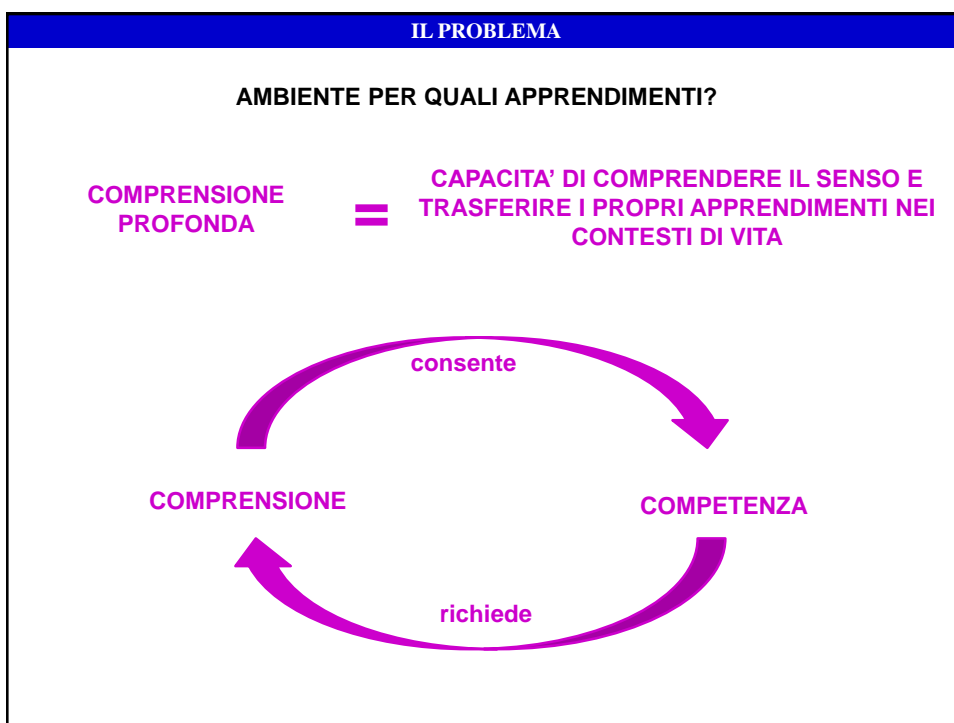 IL PROBLEMA
AMBIENTE PER QUALI APPRENDIMENTI?
COMPRENSIONE
PROFONDA
=
CAPACITA' DI COMPRENDERE IL SENSO E
TRASFERIRE I PROPRI APPRENDIMENTI NEI
CONTESTI DI VITA
consente
COMPRENSIONE
COMPETENZA
richiede